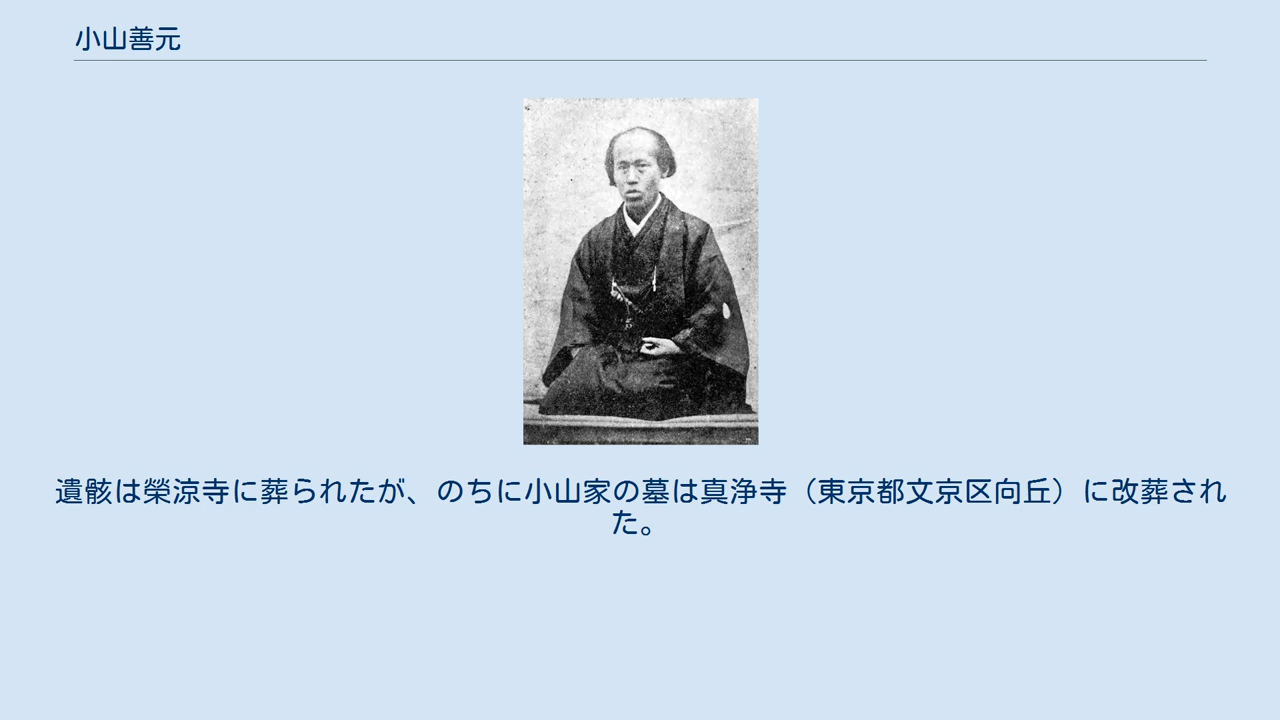 小山善元
遺骸は榮涼寺に葬られたが、のちに小山家の墓は真浄寺（東京都文京区向丘）に改葬され
た。